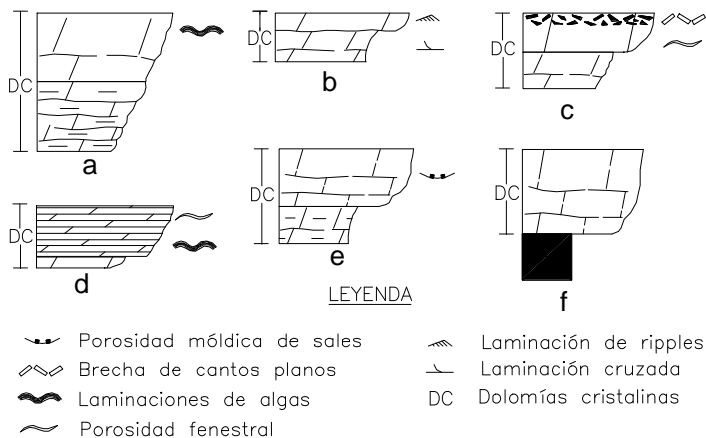 DC
a
DC
b
DC
c
DC
d
DC
e
DC
f
LEYENDA
Porosidad móldica de sales
Brecha de cantos planos
Laminaciones de algas
Porosidad fenestral
Laminación de ripples
Laminación cruzada
DC Dolomías cristalinas